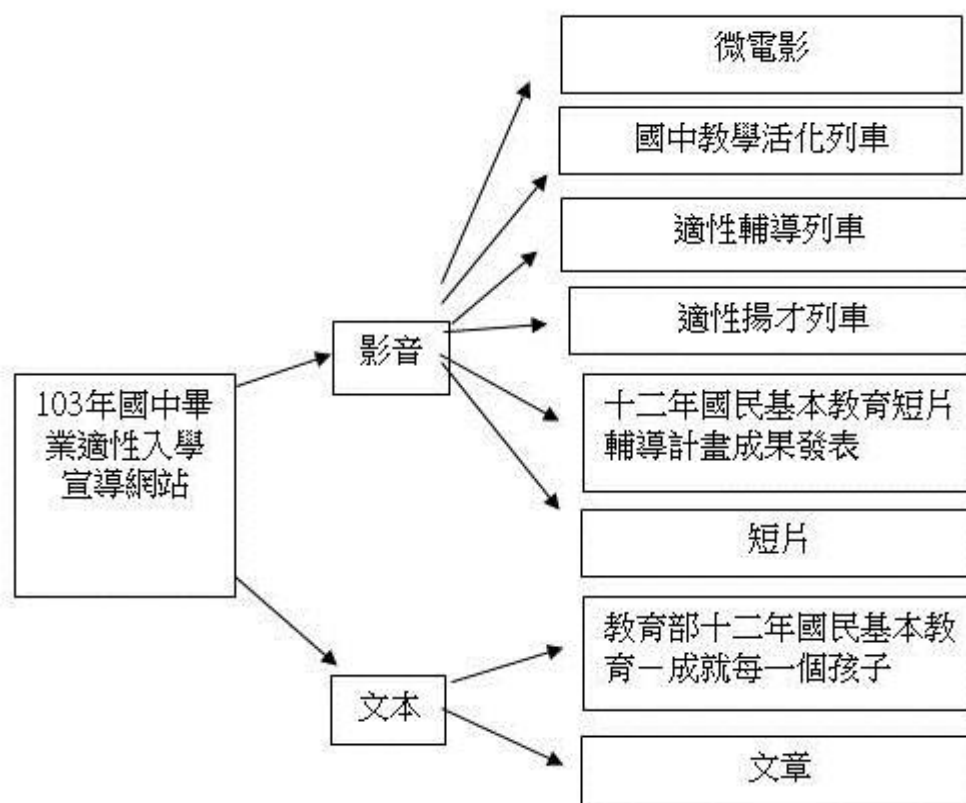 微電影
國中教學活化列車
適性輔導列車
適性揚才列車
影音
103年國中畢
業適性入學
宣導網站
十二年國民基本教育短片
輔導計畫成果發表
短片
教育部十二年國民基本教
育－成就每一個孩子
文本
文章